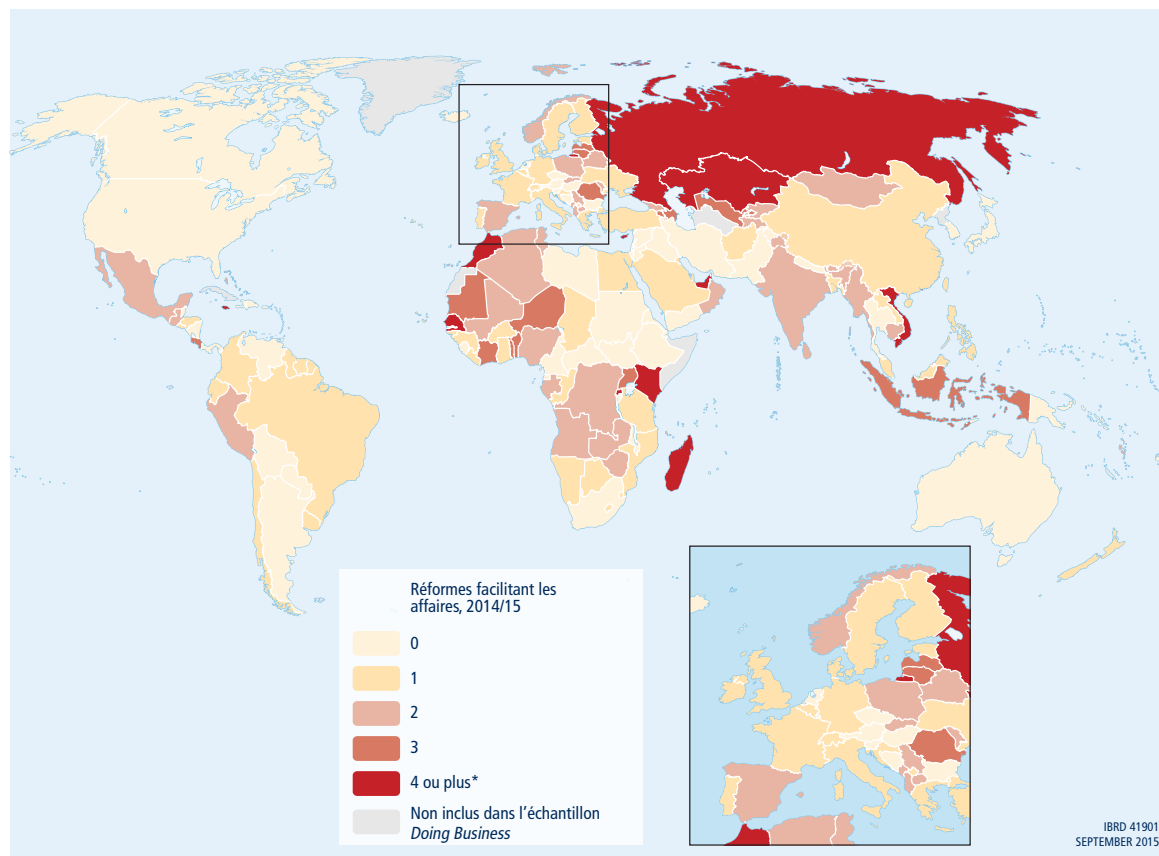 Réformes facilitant les
affaires, 2014/15
0
1
2
3
4 ou plus*
Non inclus dans l’échantillon
Doing Business
IBRD 41901
SEPTEMBER 2015